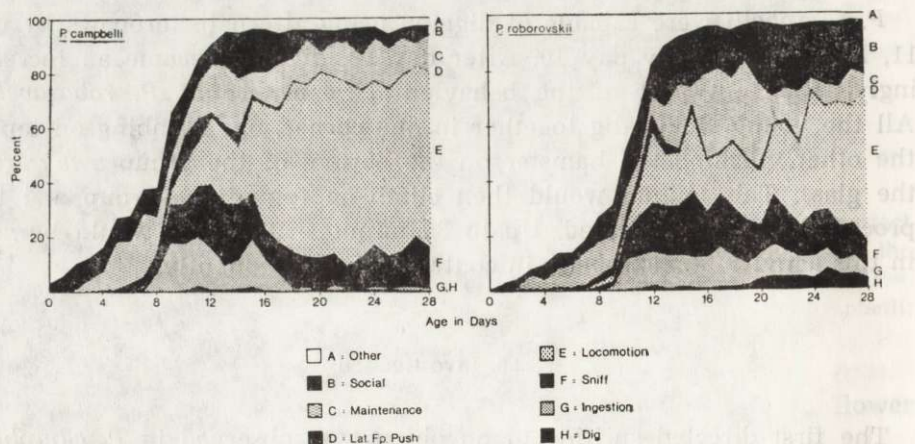 P. campbelli
P. roborovskii
100
80
60
40
20
Percent
A
B
C
D
E
F
G,H
A
B
C
D
E
F
G
H
0 4 8 12 16 20 24 28
0 4 8 12 16 20 24 28
Age in Days
A = Other
B = Social
C = Maintenance
D = Lat Fp. Push
E = Locomotion
F = Sniff
G = Ingestion
H = Dig